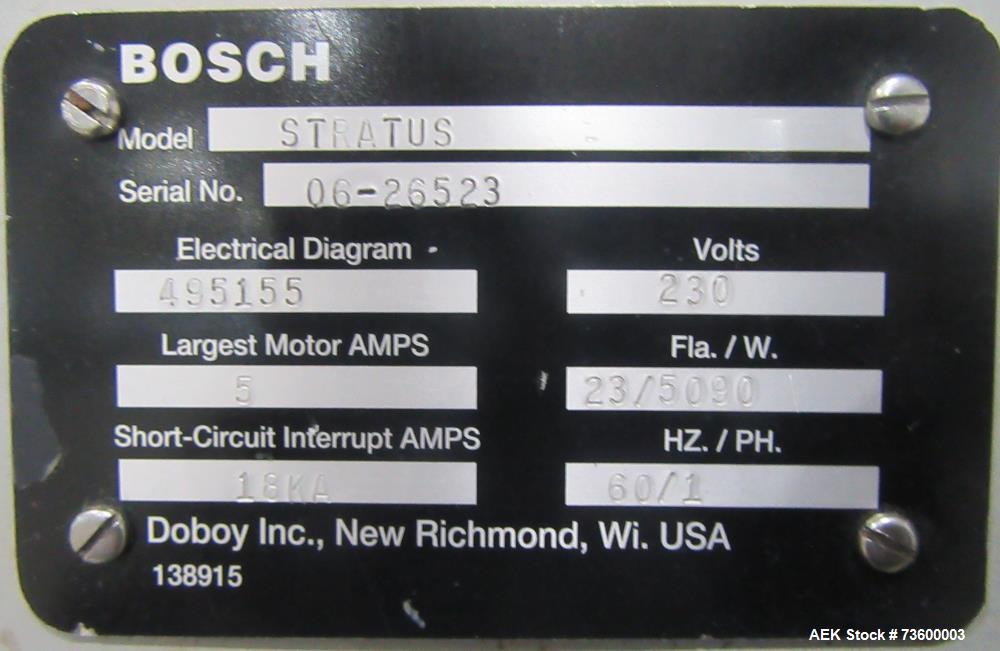 BOSCH
Model STRATUS
Serial No. 06-26523
Electrical Diagram Volts
495155 230
Largest Motor AMPS Fla. / W.
5 23/5090
Short-Circuit Interrupt AMPS HZ. / PH.
18KA 60/1
Doboy Inc., New Richmond, Wi. USA
138915
AEK Stock # 73600003